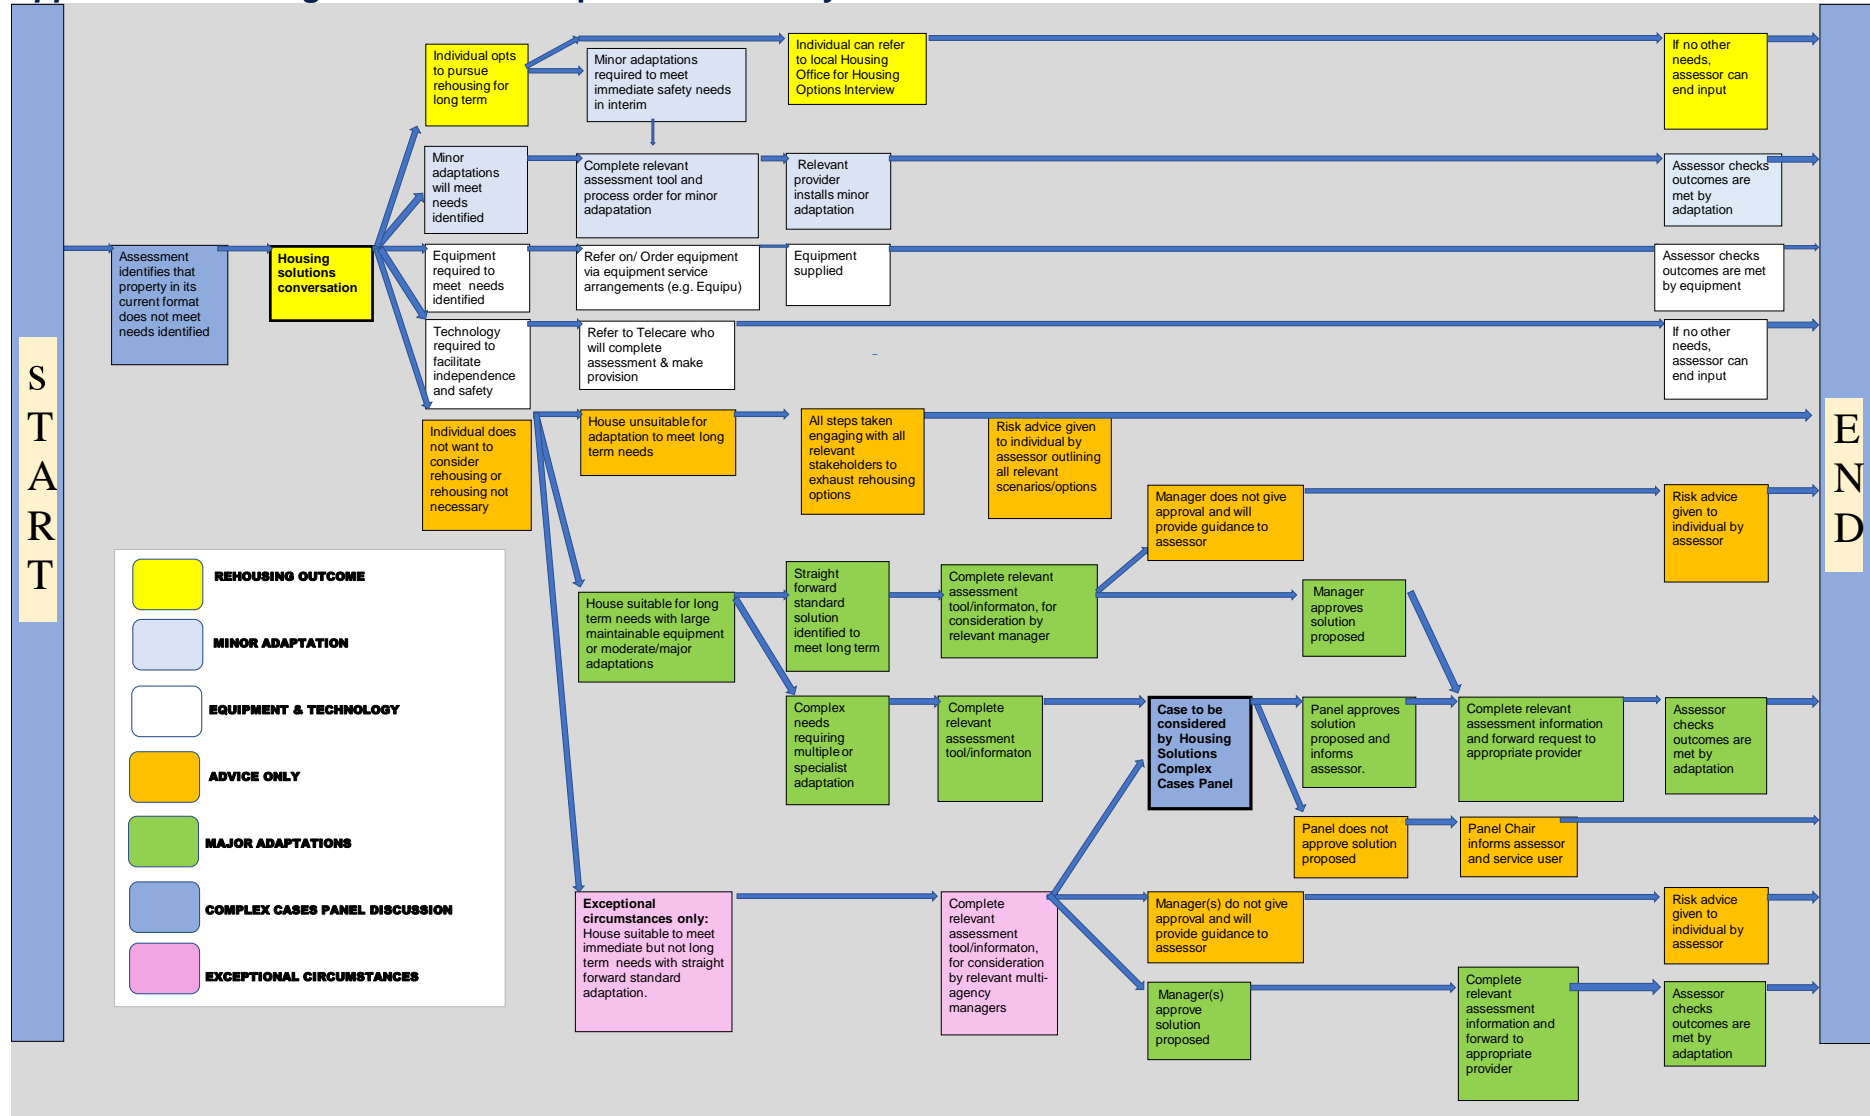 S
T
A
R
T
Assessment
identifies that
property in its
current format
does not meet
needs identified
Housing
solutions
conversation
Individual opts
to pursue
rehousing for
long term
Minor adaptations
required to meet
immediate safety needs
in interim
Individual can refer
to local Housing
Office for Housing
Options Interview
If no other
needs,
assessor can
end input
Minor
adaptations
will meet
needs
identified
Complete relevant
assessment tool and
process order for minor
adapatation
Relevant
provider
installs minor
adaptation
Assessor checks
outcomes are
met by
adaptation
Equipment
required to
meet needs
identified
Refer on/ Order equipment
via equipment service
arrangements (e.g. Equipu)
Equipment
supplied
Assessor checks
outcomes are met
by equipment
Technology
required to
facilitate
independence
and safety
Refer to Telecare who
will complete
assessment & make
provision
If no other
needs,
assessor can
end input
Individual does
not want to
consider
rehousing or
rehousing not
necessary
House unsuitable for
adaptation to meet long
term needs
All steps taken
engaging with all
relevant
stakeholders to
exhaust rehousing
options
Risk advice given
to individual by
assessor outlining
all relevant
scenarios/options
Manager does not give
approval and will
provide guidance to
assessor
Risk advice
given to
individual by
assessor
House suitable for long
term needs with large
maintainable equipment
or moderate/major
adaptations
Straight
forward
standard
solution
identified to
meet long term
Complete relevant
assessment
tool/informaton, for
consideration by
relevant manager
Manager
approves
solution
proposed
Complex
needs
requiring
multiple or
specialist
adaptation
Complete
relevant
assessment
tool/informaton
Case to be
considered
by Housing
Solutions
Complex
Cases Panel
Panel approves
solution
proposed and
informs
assessor.
Complete relevant
assessment information
and forward request to
appropriate provider
Assessor
checks
outcomes are
met by
adaptation
Panel does not
approve solution
proposed
Panel Chair
informs assessor
and service user
Exceptional
circumstances only:
House suitable to meet
immediate but not long
term needs with straight
forward standard
adaptation.
Complete
relevant
assessment
tool/informaton,
for consideration
by relevant multi-
agency
managers
Manager(s) do not give
approval and will
provide guidance to
assessor
Risk advice
given to
individual by
assessor
Manager(s)
approve
solution
proposed
Complete
relevant
assessment
information and
forward to
appropriate
provider
Assessor
checks
outcomes are
met by
adaptation
REHOUSING OUTCOME
MINOR ADAPTATION
EQUIPMENT & TECHNOLOGY
ADVICE ONLY
MAJOR ADAPTATIONS
COMPLEX CASES PANEL DISCUSSION
EXCEPTIONAL CIRCUMSTANCES
E
N
D